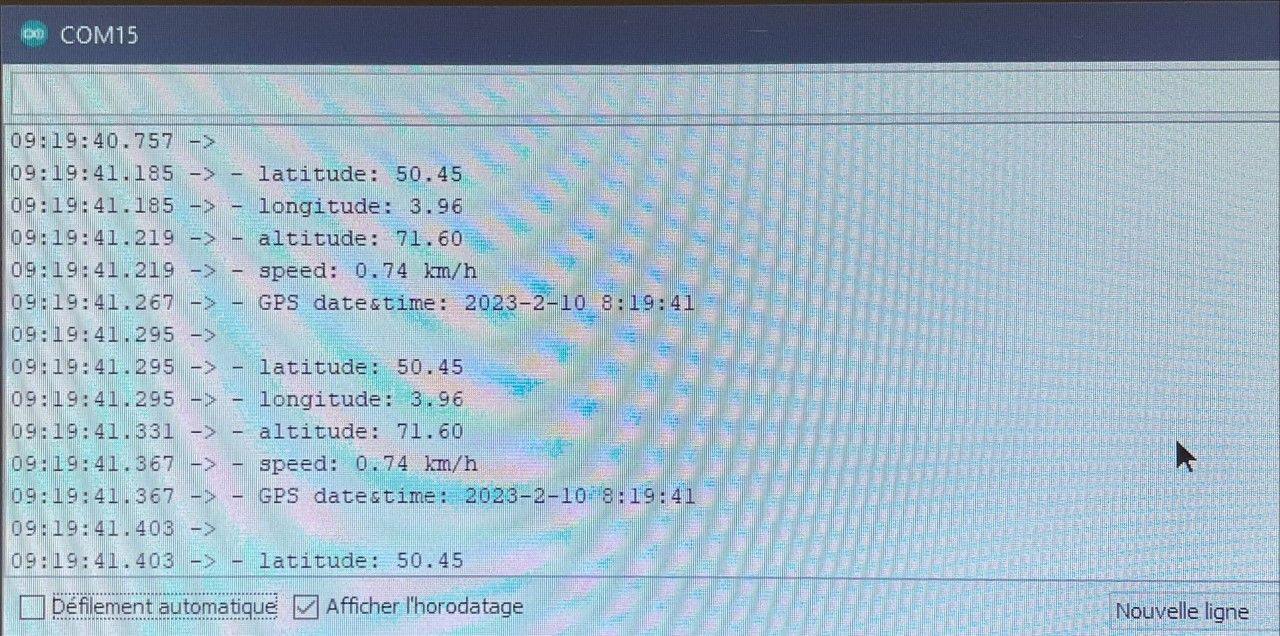 COM15
09:19:40.757 ->
09:19:41.185 -> - latitude: 50.45
09:19:41.185 -> - longitude: 3.96
09:19:41.219 -> - altitude: 71.60
09:19:41.219 -> - speed: 0.74 km/h
09:19:41.267 -> - GPS date&time: 2023-2-10 8:19:41
09:19:41.295 ->
09:19:41.295 -> - latitude: 50.45
09:19:41.295 -> - longitude: 3.96
09:19:41.331 -> - altitude: 71.60
09:19:41.367 -> - speed: 0.74 km/h
09:19:41.367 -> - GPS date&time: 2023-2-10 8:19:41
09:19:41.403 ->
09:19:41.403 -> - latitude: 50.45
Défilement automatique Afficher l'horodatage Nouvelle ligne